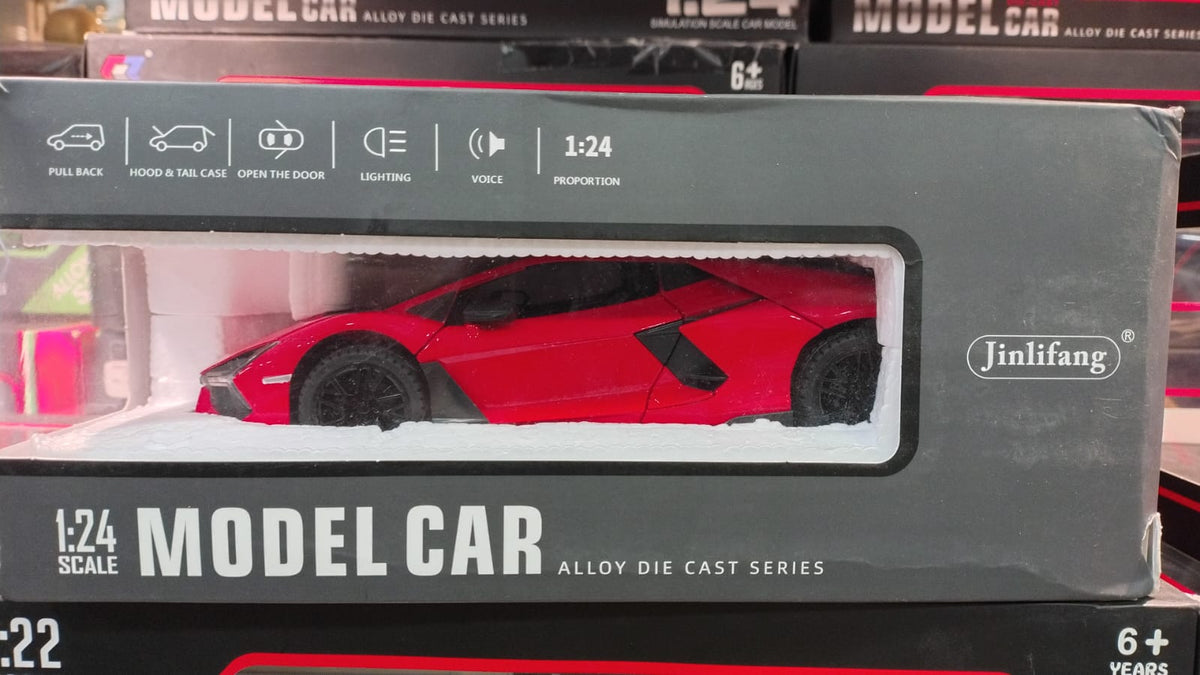 MODEL CAR ALLOY DIE CAST SERIES
1:24
SIMULATION SCALE CAR MODEL
MODEL CAR ALLOY DIE CAST SERIES
6+
AGES
PULL BACK
HOOD & TAIL CASE
OPEN THE DOOR
LIGHTING
VOICE
1:24
PROPORTION
Jinlifang®
1:24
SCALE
MODEL CAR ALLOY DIE CAST SERIES
:22
6+
YEARS